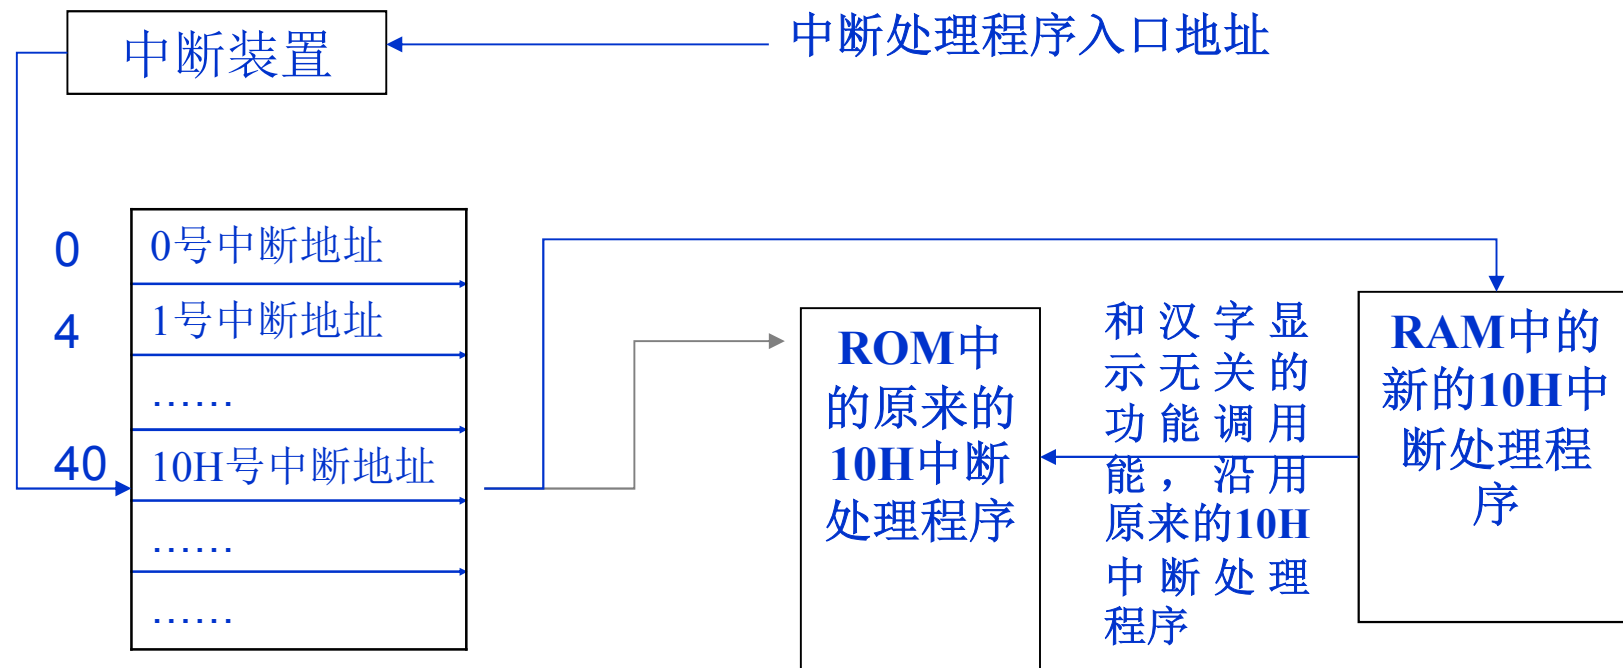 中断装置
中断处理程序入口地址
0
0号中断地址
4
1号中断地址
……
40
10H号中断地址
……
……
ROM中
的原来的
10H中断
处理程序
和汉字显
示无关的
功能调用
能，沿用
原来的10H
中断处理
程序
RAM中的
新的10H中
断处理程
序